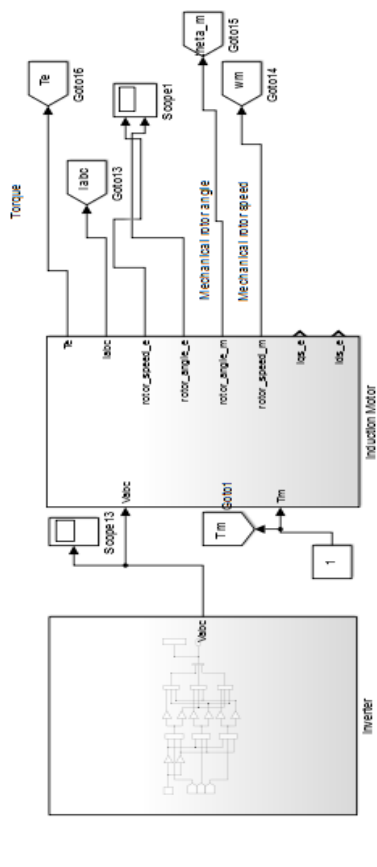 Torque
Te
Goto16
Te
Iabc
Goto13
Iabc
Scope1
rotor_speed_e
rotor_angle_e
Scope13
Vabc
Vabc
Mechanical rotor angle
heta_m
Goto15
rotor_angle_m
Mechanical rotor speed
wm
Goto14
rotor_speed_m
Tm
Goto1
Tm
1
Iqs_e
Ids_e
Inverter
Induction Motor